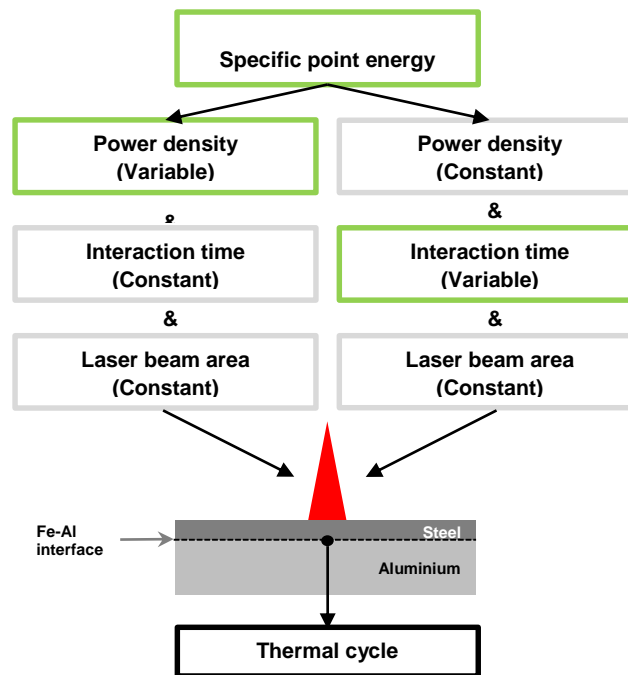 Specific point energy
Power density
(Variable)
&
Interaction time
(Constant)
&
Laser beam area
(Constant)
Power density
(Constant)
&
Interaction time
(Variable)
&
Laser beam area
(Constant)
Fe-Al
interface
Steel
Aluminium
Thermal cycle